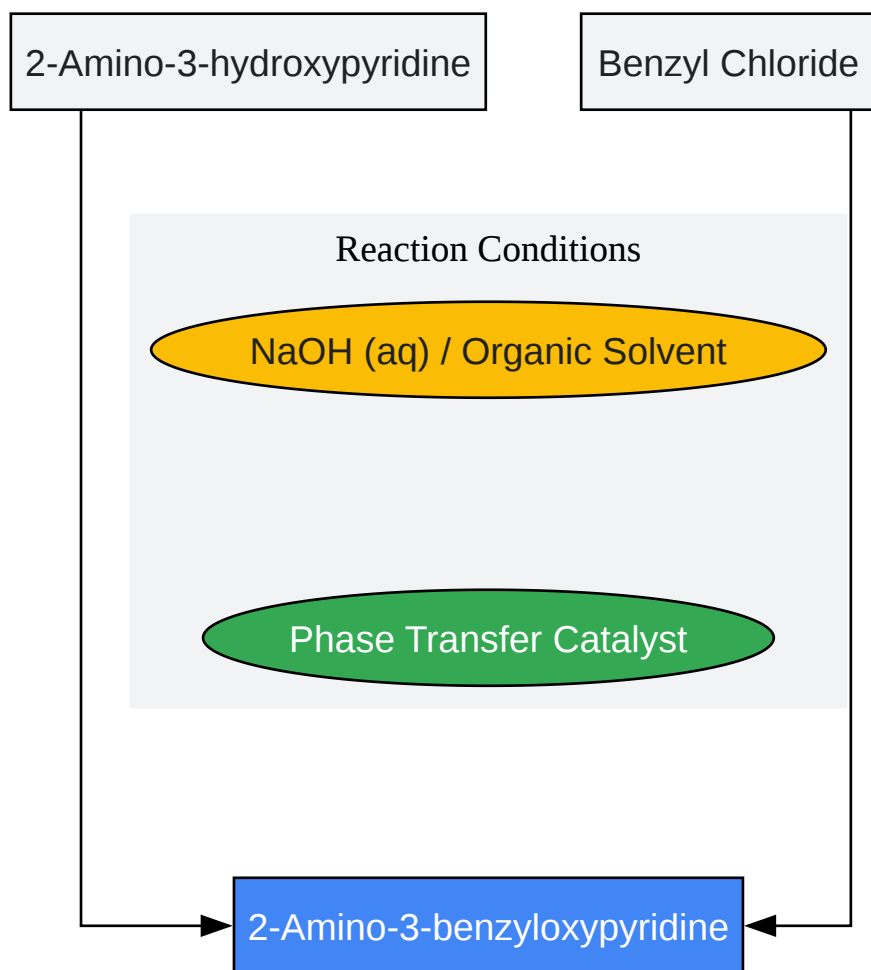 2-Amino-3-hydroxypyridine
Benzyl Chloride
Reaction Conditions
NaOH (aq) / Organic Solvent
Phase Transfer Catalyst
2-Amino-3-benzyloxypyridine